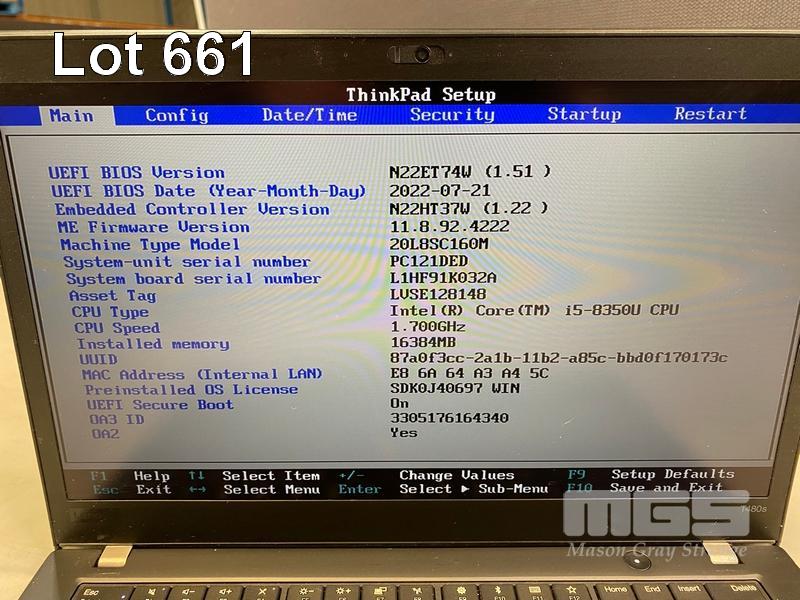 Lot 661
ThinkPad Setup
Main Config Date/Time Security Startup Restart
UEFI BIOS Version N22ET74W (1.51 )
UEFI BIOS Date (Year-Month-Day) 2022-07-21
Embedded Controller Version N22HT37W (1.22 )
ME Firmware Version 11.8.92.4222
Machine Type Model 20L8SC160M
System-unit serial number PC121DED
System board serial number L1HF91K032A
Asset Tag LVSE128148
CPU Type Intel(R) Core(TM) i5-8350U CPU
CPU Speed 1.700GHz
Installed memory 16384MB
UUID 87a0f3cc-2a1b-11b2-a85c-bbd0f170173c
MAC Address (Internal LAN) E8 6A 64 A3 A4 5C
Preinstalled OS License SDK0J40697 WIN
UEFI Secure Boot On
OA3 ID 3305176164340
OA2 Yes
F1 Help ↑↓ Select Item +/- Change Values F9 Setup Defaults
Esc Exit ←→ Select Menu Enter Select ▶ Sub-Menu F10 Save and Exit
MGS T480s
Mason Gray Strange
Esc Home End Insert Delete